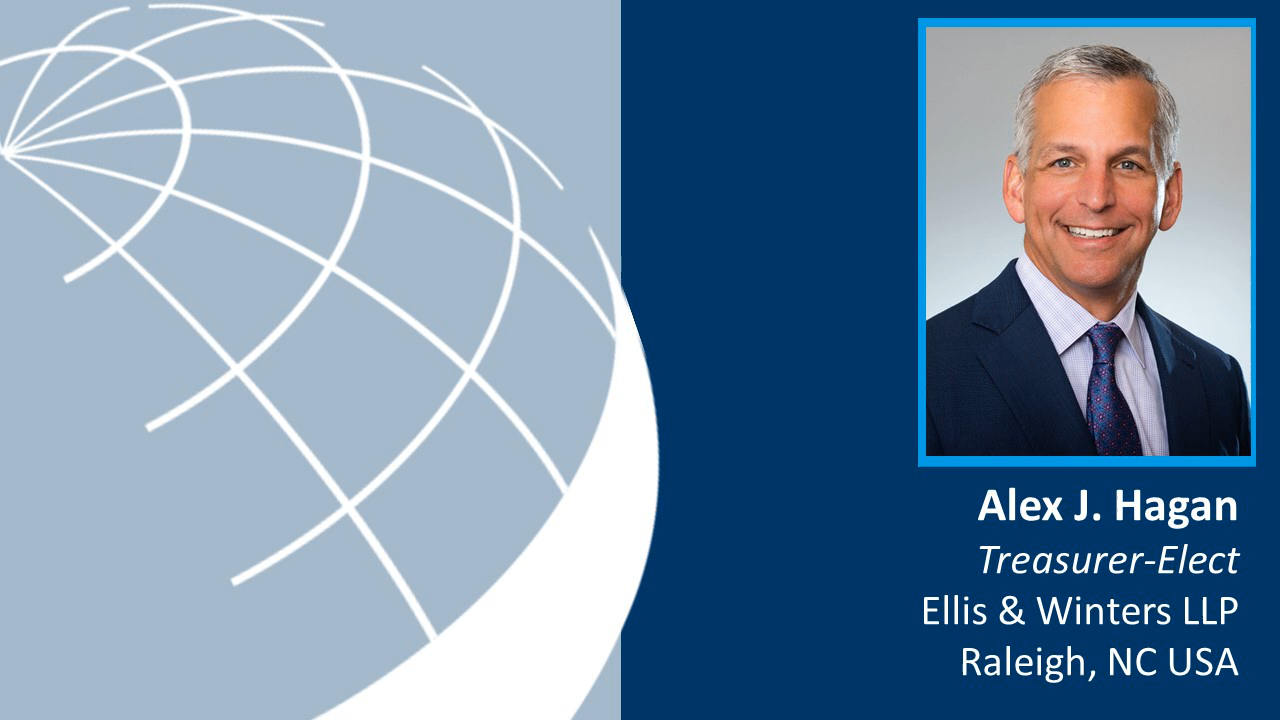 Alex J. Hagan
Treasurer-Elect
Ellis & Winters LLP
Raleigh, NC USA